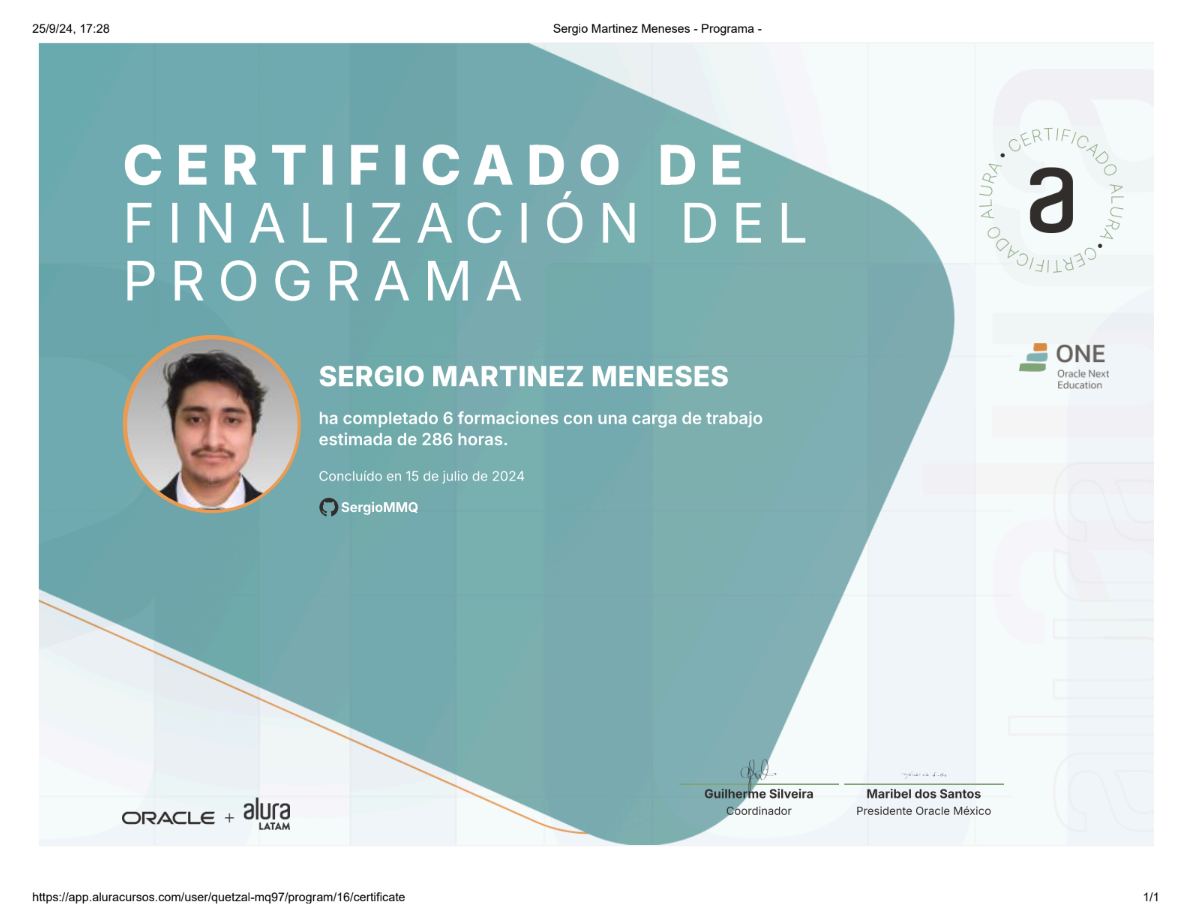 25/9/24, 17:28
Sergio Martinez Meneses - Programa -
CERTIFICADO DE
FINALIZACIÓN DEL
PROGRAMA
CERTIFICADO ALURA • CERTIFICADO ALURA •
a
ONE
Oracle Next
Education
SERGIO MARTINEZ MENESES
ha completado 6 formaciones con una carga de trabajo
estimada de 286 horas.
Concluído en 15 de julio de 2024
SergioMMQ
Guilherme Silveira
Coordinador
Maribel dos Santos
Presidente Oracle México
ORACLE + alura
LATAM
https://app.aluracursos.com/user/quetzal-mq97/program/16/certificate
1/1